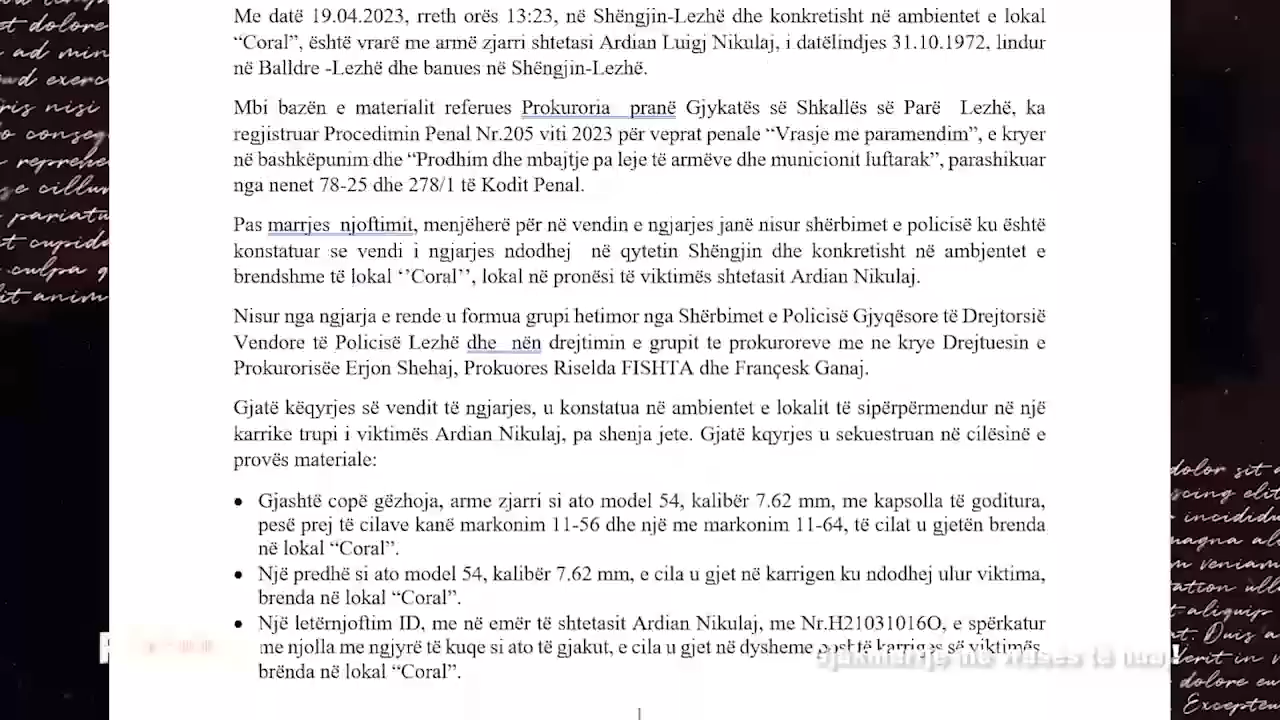 Me datë 19.04.2023, rreth orës 13:23, në Shëngjin-Lezhë dhe konkretisht në ambientet e lokal
“Coral”, është vrarë me armë zjarri shtetasi Ardian Luigj Nikulaj, i datëlindjes 31.10.1972, lindur
në Balldre -Lezhë dhe banues në Shëngjin-Lezhë.
Mbi bazën e materialit referues Prokuroria pranë Gjykatës së Shkallës së Parë Lezhë, ka
regjistruar Procedimin Penal Nr.205 viti 2023 për veprat penale “Vrasje me paramendim”, e kryer
në bashkëpunim dhe “Prodhim dhe mbajtje pa leje të armëve dhe municionit luftarak”, parashikuar
nga nenet 78-25 dhe 278/1 të Kodit Penal.
Pas marrjes njoftimit, menjëherë për në vendin e ngjarjes janë nisur shërbimet e policisë ku është
konstatuar se vendi i ngjarjes ndodhej në qytetin Shëngjin dhe konkretisht në ambjentet e
brendshme të lokal ‘’Coral’’, lokal në pronësi të viktimës shtetasit Ardian Nikulaj.
Nisur nga ngjarja e rende u formua grupi hetimor nga Shërbimet e Policisë Gjyqësore të Drejtorsië
Vendore të Policisë Lezhë dhe nën drejtimin e grupit te prokuroreve me ne krye Drejtuesin e
Prokurorisëe Erjon Shehaj, Prokuores Riselda FISHTA dhe Françesk Ganaj.
Gjatë këqyrjes së vendit të ngjarjes, u konstatua në ambientet e lokalit të sipërpërmendur në një
karrike trupi i viktimës Ardian Nikulaj, pa shenja jete. Gjatë kqyrjes u sekuestruan në cilësinë e
provës materiale:
• Gjashtë copë gëzhoja, arme zjarri si ato model 54, kalibër 7.62 mm, me kapsolla të goditura,
pesë prej të cilave kanë markonim 11-56 dhe një me markonim 11-64, të cilat u gjetën brenda
në lokal “Coral”.
• Një predhë si ato model 54, kalibër 7.62 mm, e cila u gjet në karrigen ku ndodhej ulur viktima,
brenda në lokal “Coral”.
• Një letërnjoftim ID, me në emër të shtetasit Ardian Nikulaj, me Nr.H21031016O, e spërkatur
me njolla me ngjyrë të kuqe si ato të gjakut, e cila u gjet në dysheme poshtë karriges së viktimës,
brënda në lokal “Coral”.
1